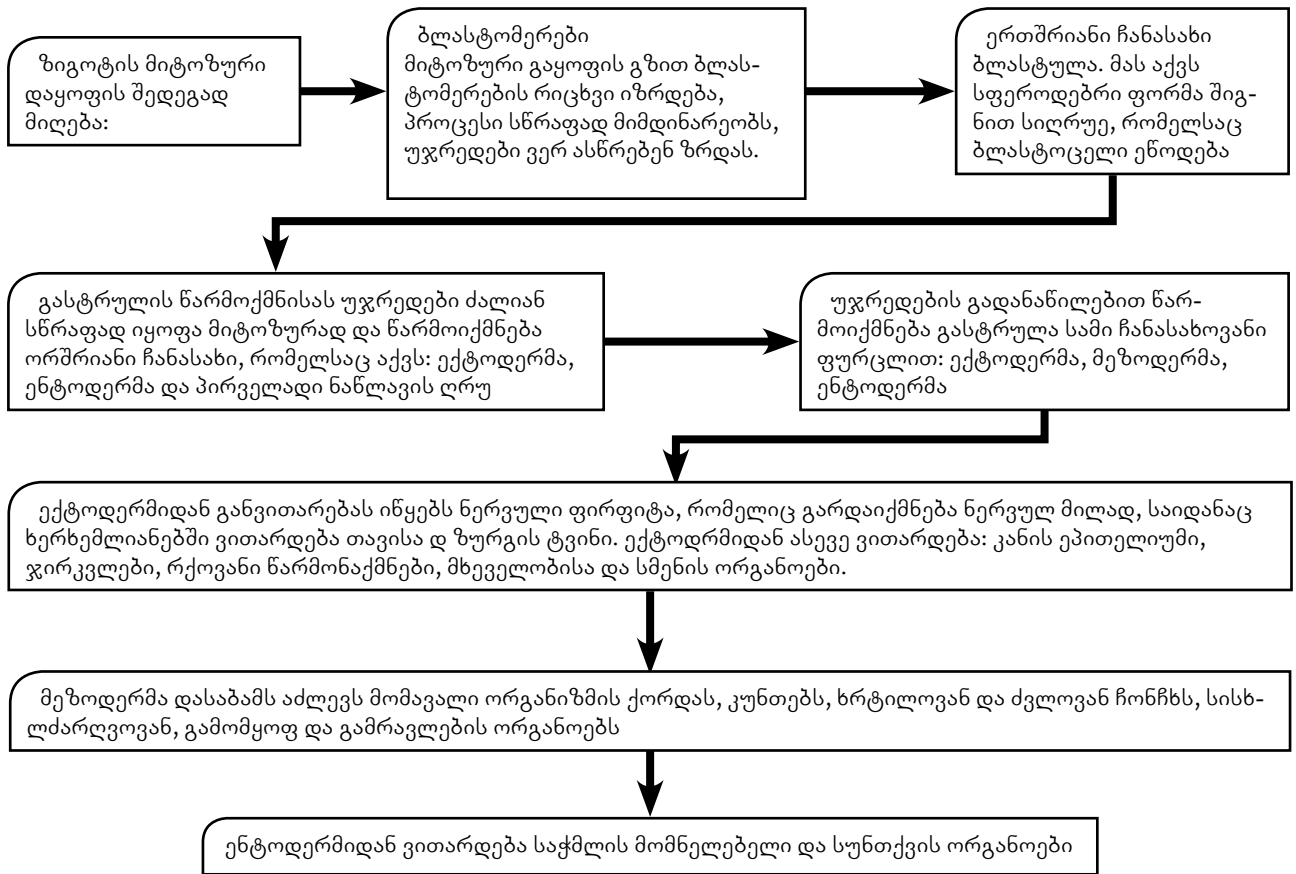 ზიგოტის მიტოზური
დაყოფის შედეგად
მიღება:
ბლასტომერები
მიტოზური გაყოფის გზით ბლას-
ტომერების რიცხვი იზრდება,
პროცესი სწრაფად მიმდინარეობს,
უჯრედები ვერ ასწრებენ ზრდას.
ერთშრიანი ჩანასახი
ბლასტულა. მას აქვს
სფეროდებრი ფორმა შიგ-
ნით სიღრუე, რომელსაც
ბლასტოცელი ეწოდება
გასტრულის წარმოქმნისას უჯრედები ძალიან
სწრაფად იყოფა მიტოზურად და წარმოიქმნება
ორშრიანი ჩანასახი, რომელსაც აქვს: ექტოდერმა,
ენტოდერმა და პირველადი ნაწლავის ღრუ
უჯრედების გადანაწილებით წარ-
მოიქმნება გასტრულა სამი ჩანასახოვანი
ფურცლით: ექტოდერმა, მეზოდერმა,
ენტოდერმა
ექტოდერმიდან განვითარებას იწყებს ნერვული ფირფიტა, რომელიც გარდაიქმნება ნერვულ მილად, საიდანაც
ხერხემლიანებში ვითარდება თავისა დ ზურგის ტვინი. ექტოდრმიდან ასევე ვითარდება: კანის ეპითელიუმი,
ჯირკვლები, რქოვანი წარმონაქმნები, მხეველობისა და სმენის ორგანოები.
მეზოდერმა დასაბამს აძლევს მომავალი ორგანიზმის ქორდას, კუნთებს, ხრტილოვან და ძვლოვან ჩონჩხს, სისხ-
ლძარღვოვან, გამომყოფ და გამრავლების ორგანოებს
ენტოდერმიდან ვითარდება საჭმლის მომნელებელი და სუნთქვის ორგანოები